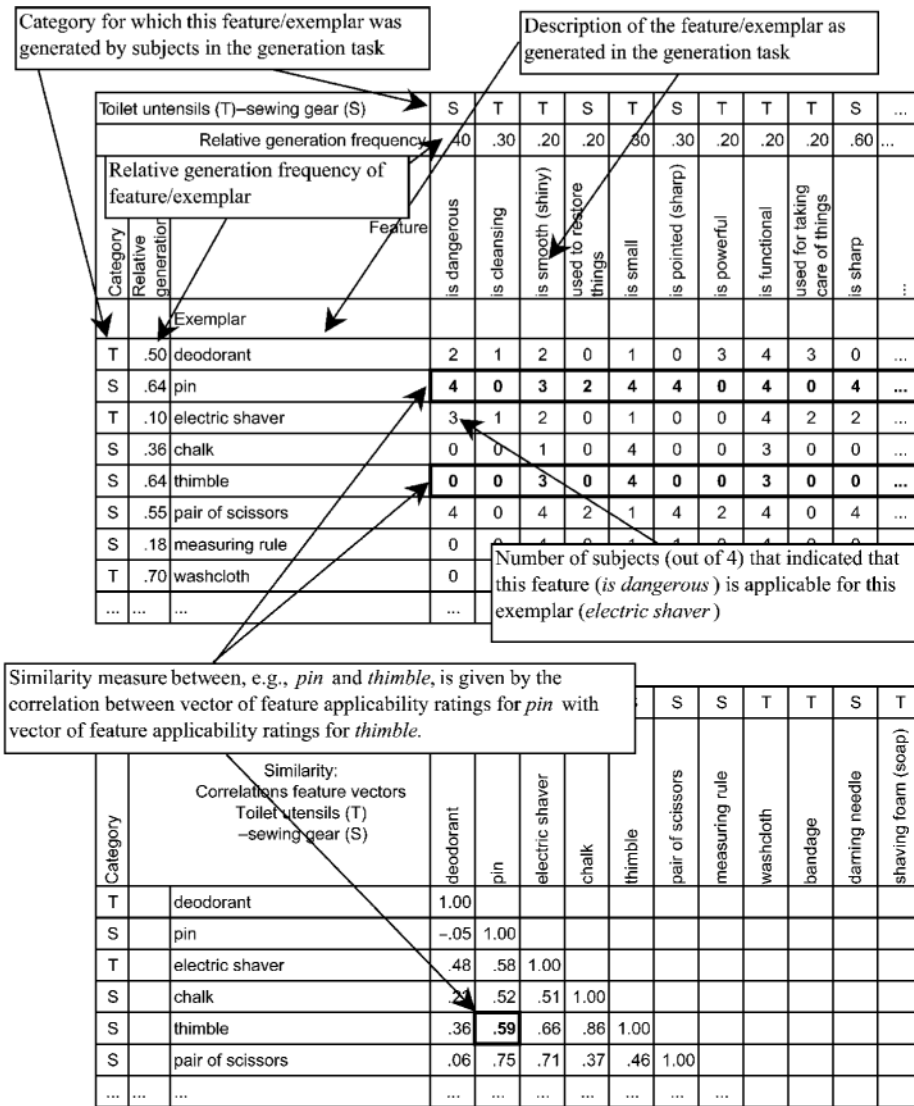 Category for which this feature/exemplar was
generated by subjects in the generation task
Description of the feature/exemplar as
generated in the generation task
Toilet untensils (T)–sewing gear (S) S T T S T S T T T S ...
Relative generation frequency .40 .30 .20 .20 .30 .30 .20 .20 .20 .60 ...
Relative generation frequency of
feature/exemplar
Category
Relative
generation
Feature
is dangerous
is cleansing
is smooth (shiny)
used to restore
things
is small
is pointed (sharp)
is powerful
is functional
used for taking
care of things
is sharp
...
Exemplar
T .50 deodorant 2 1 2 0 1 0 3 4 3 0 ...
S .64 pin 4 0 3 2 4 4 0 4 0 4 ...
T .10 electric shaver 3 1 2 0 1 0 0 4 2 2 ...
S .36 chalk 0 0 1 0 4 0 0 3 0 0 ...
S .64 thimble 0 0 3 0 4 0 0 3 0 0 ...
S .55 pair of scissors 4 0 4 2 1 4 2 4 0 4 ...
S .18 measuring rule 0
T .70 washcloth 0
... ... ... ...
Number of subjects (out of 4) that indicated that
this feature (is dangerous) is applicable for this
exemplar (electric shaver)
Similarity measure between, e.g., pin and thimble, is given by the
correlation between vector of feature applicability ratings for pin with
vector of feature applicability ratings for thimble.
S S T T S T
Category
Similarity:
Correlations feature vectors
Toilet utensils (T)
–sewing gear (S)
deodorant
pin
electric shaver
chalk
thimble
pair of scissors
measuring rule
washcloth
bandage
darning needle
shaving foam (soap)
T deodorant 1.00
S pin –.05 1.00
T electric shaver .48 .58 1.00
S chalk .52 .51 1.00
S thimble .36 .59 .66 .86 1.00
S pair of scissors .06 .75 .71 .37 .46 1.00
... ... ... ... ... ... ... ... ... ...